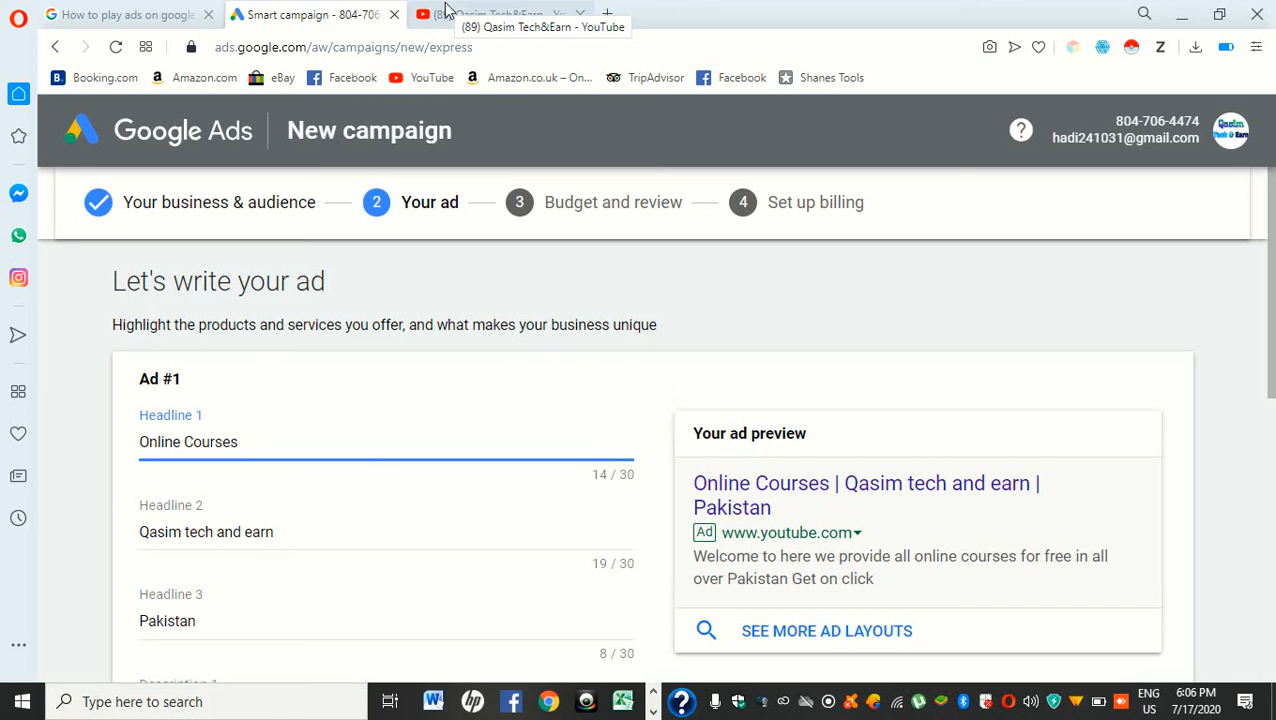 How to play ads on google
Smart campaign - 804-706
(89) Qasim Tech&Earn - YouTube
ads.google.com/aw/campaigns/new/express
Booking.com
Amazon.com
eBay
Facebook
YouTube
Amazon.co.uk – On...
TripAdvisor
Facebook
Shanes Tools
Google Ads
New campaign
804-706-4474
hadi241031@gmail.com
Your business & audience
2 Your ad
3 Budget and review
4 Set up billing
Let's write your ad
Highlight the products and services you offer, and what makes your business unique
Ad #1
Headline 1
Online Courses
14 / 30
Headline 2
Qasim tech and earn
19 / 30
Headline 3
Pakistan
8 / 30
Your ad preview
Online Courses | Qasim tech and earn |
Pakistan
Ad www.youtube.com
Welcome to here we provide all online courses for free in all
over Pakistan Get on click
SEE MORE AD LAYOUTS
Type here to search
ENG
US
6:06 PM
7/17/2020